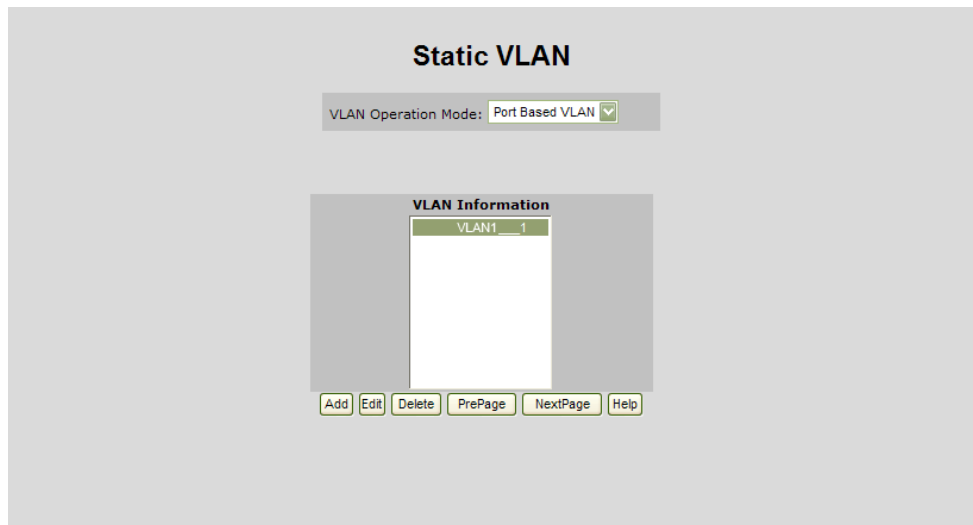 Static VLAN
VLAN Operation Mode: Port Based VLAN
VLAN Information
VLAN1___1
Add Edit Delete PrePage NextPage Help